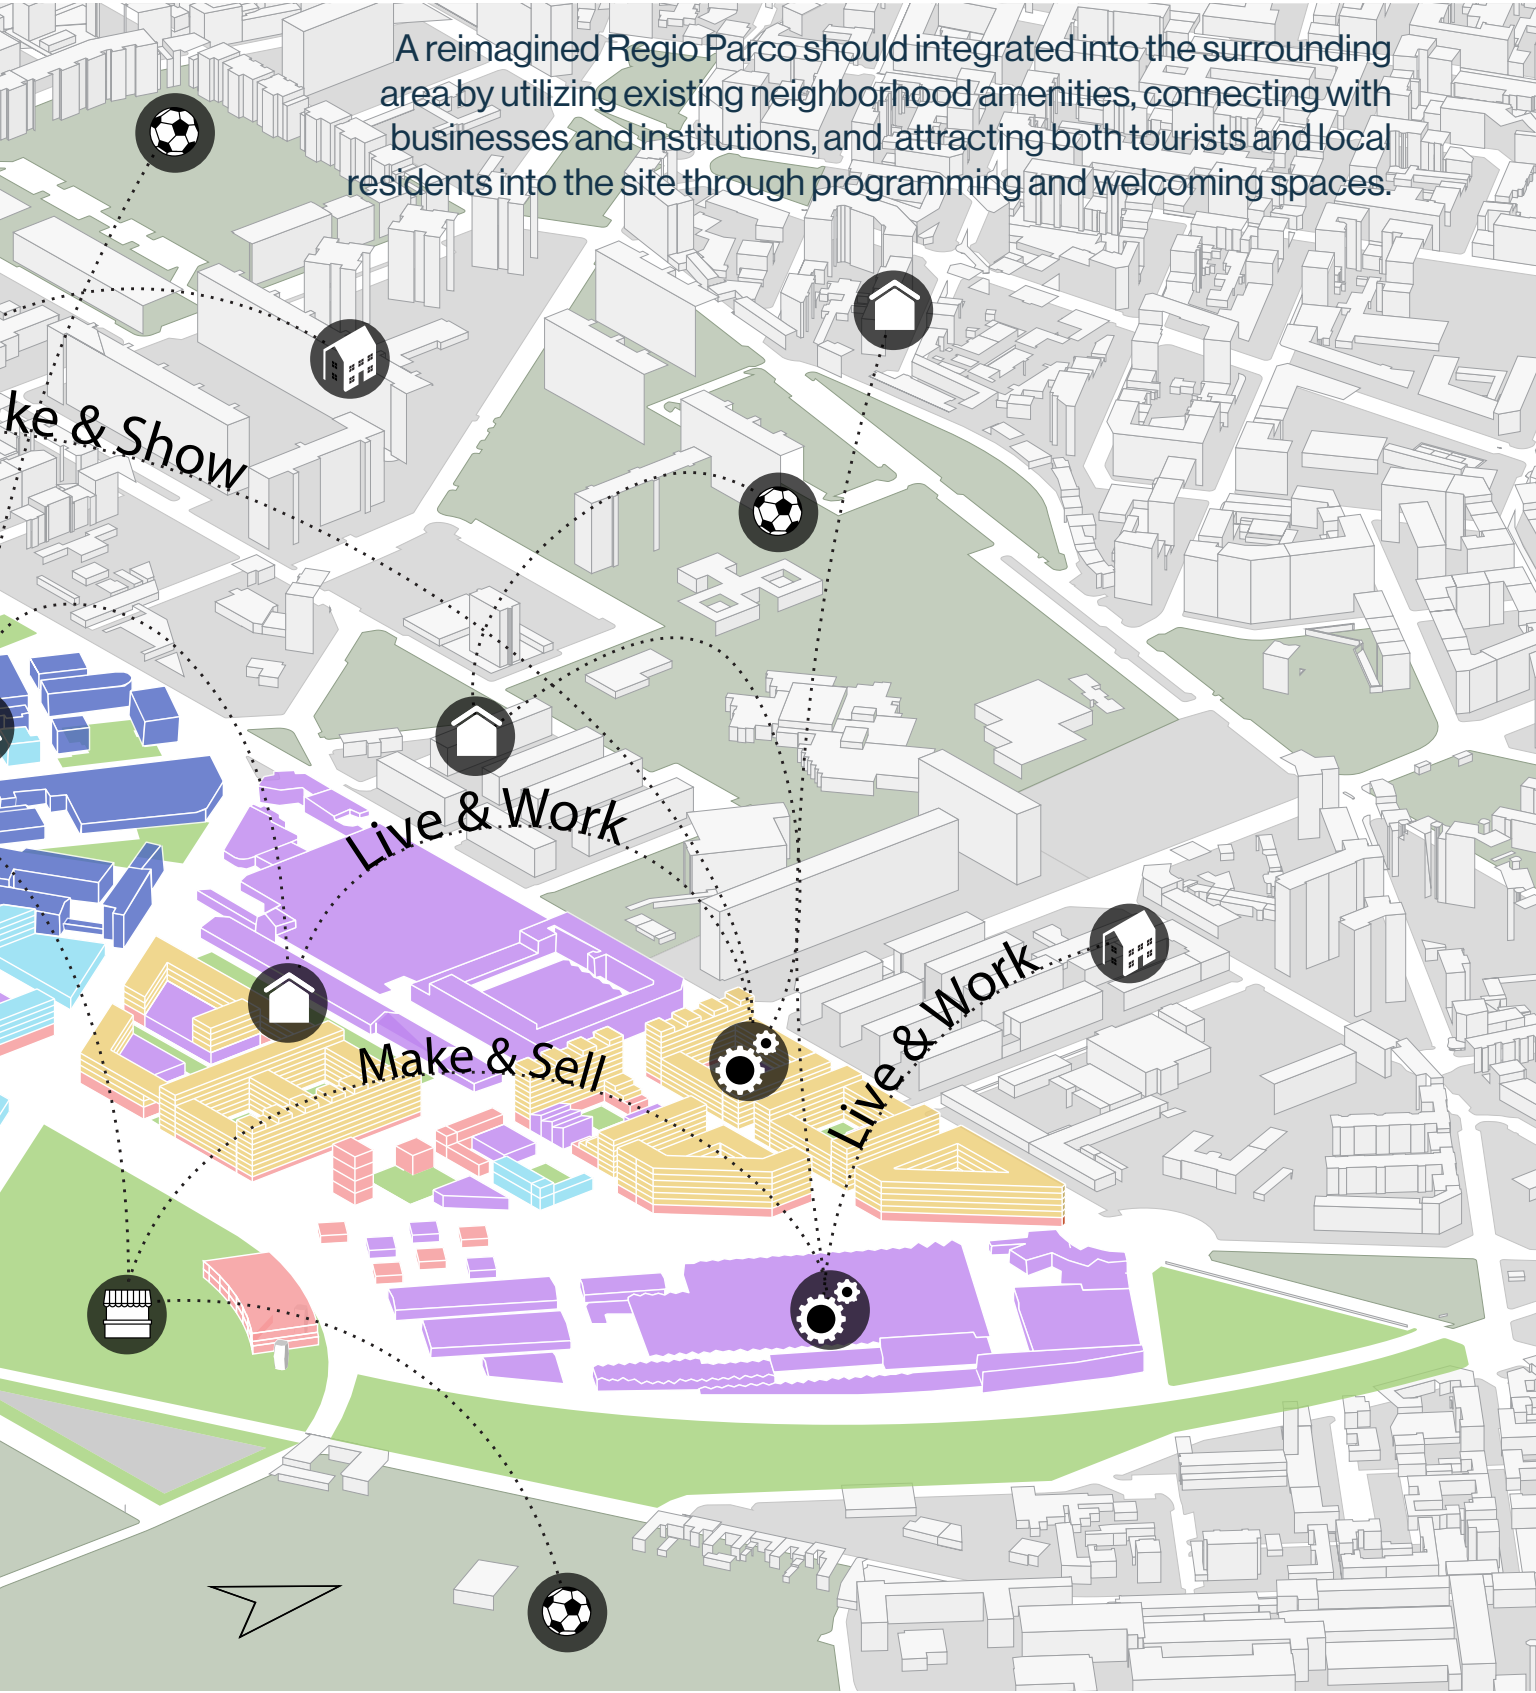 A reimagined Regio Parco should integrated into the surrounding
area by utilizing existing neighborhood amenities, connecting with
businesses and institutions, and attracting both tourists and local
residents into the site through programming and welcoming spaces.
ke & Show
Live & Work
Live & Work
Make & Sell